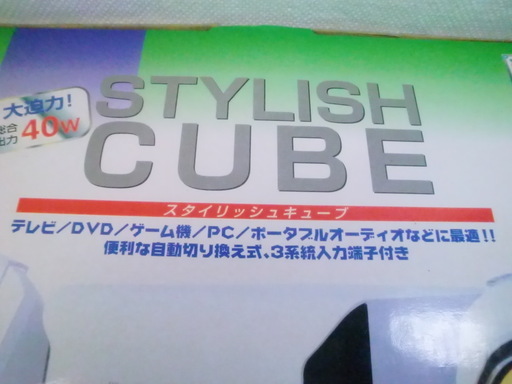 STYLISH
CUBE
大迫力!
総合
出力
40W
スタイリッシュキューブ
テレビ/DVD/ゲーム機/PC/ポータブルオーディオなどに最適!!
便利な自動切り換え式、3系統入力端子付き